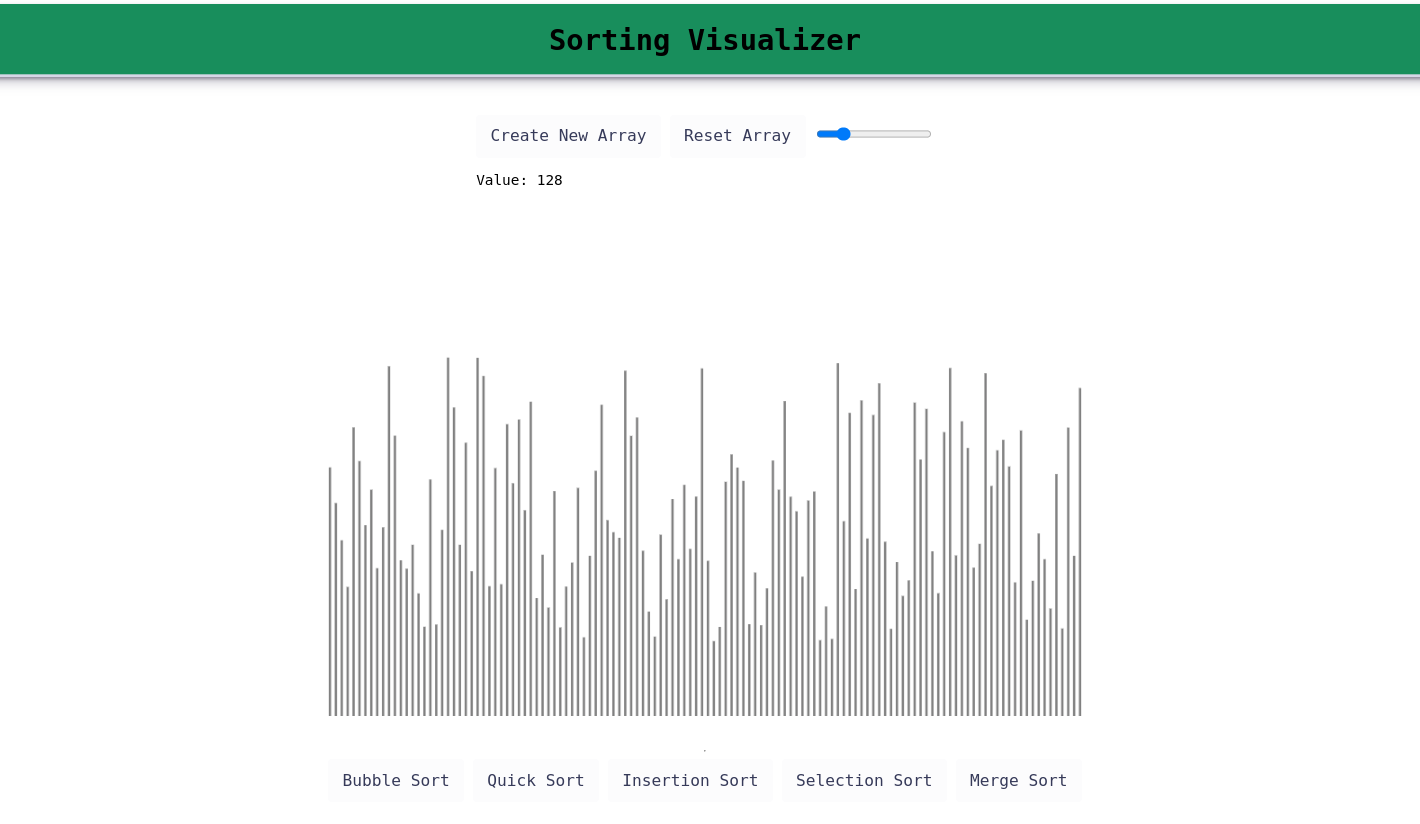 Sorting Visualizer
Create New Array Reset Array
Value: 128
.
Bubble Sort Quick Sort Insertion Sort Selection Sort Merge Sort